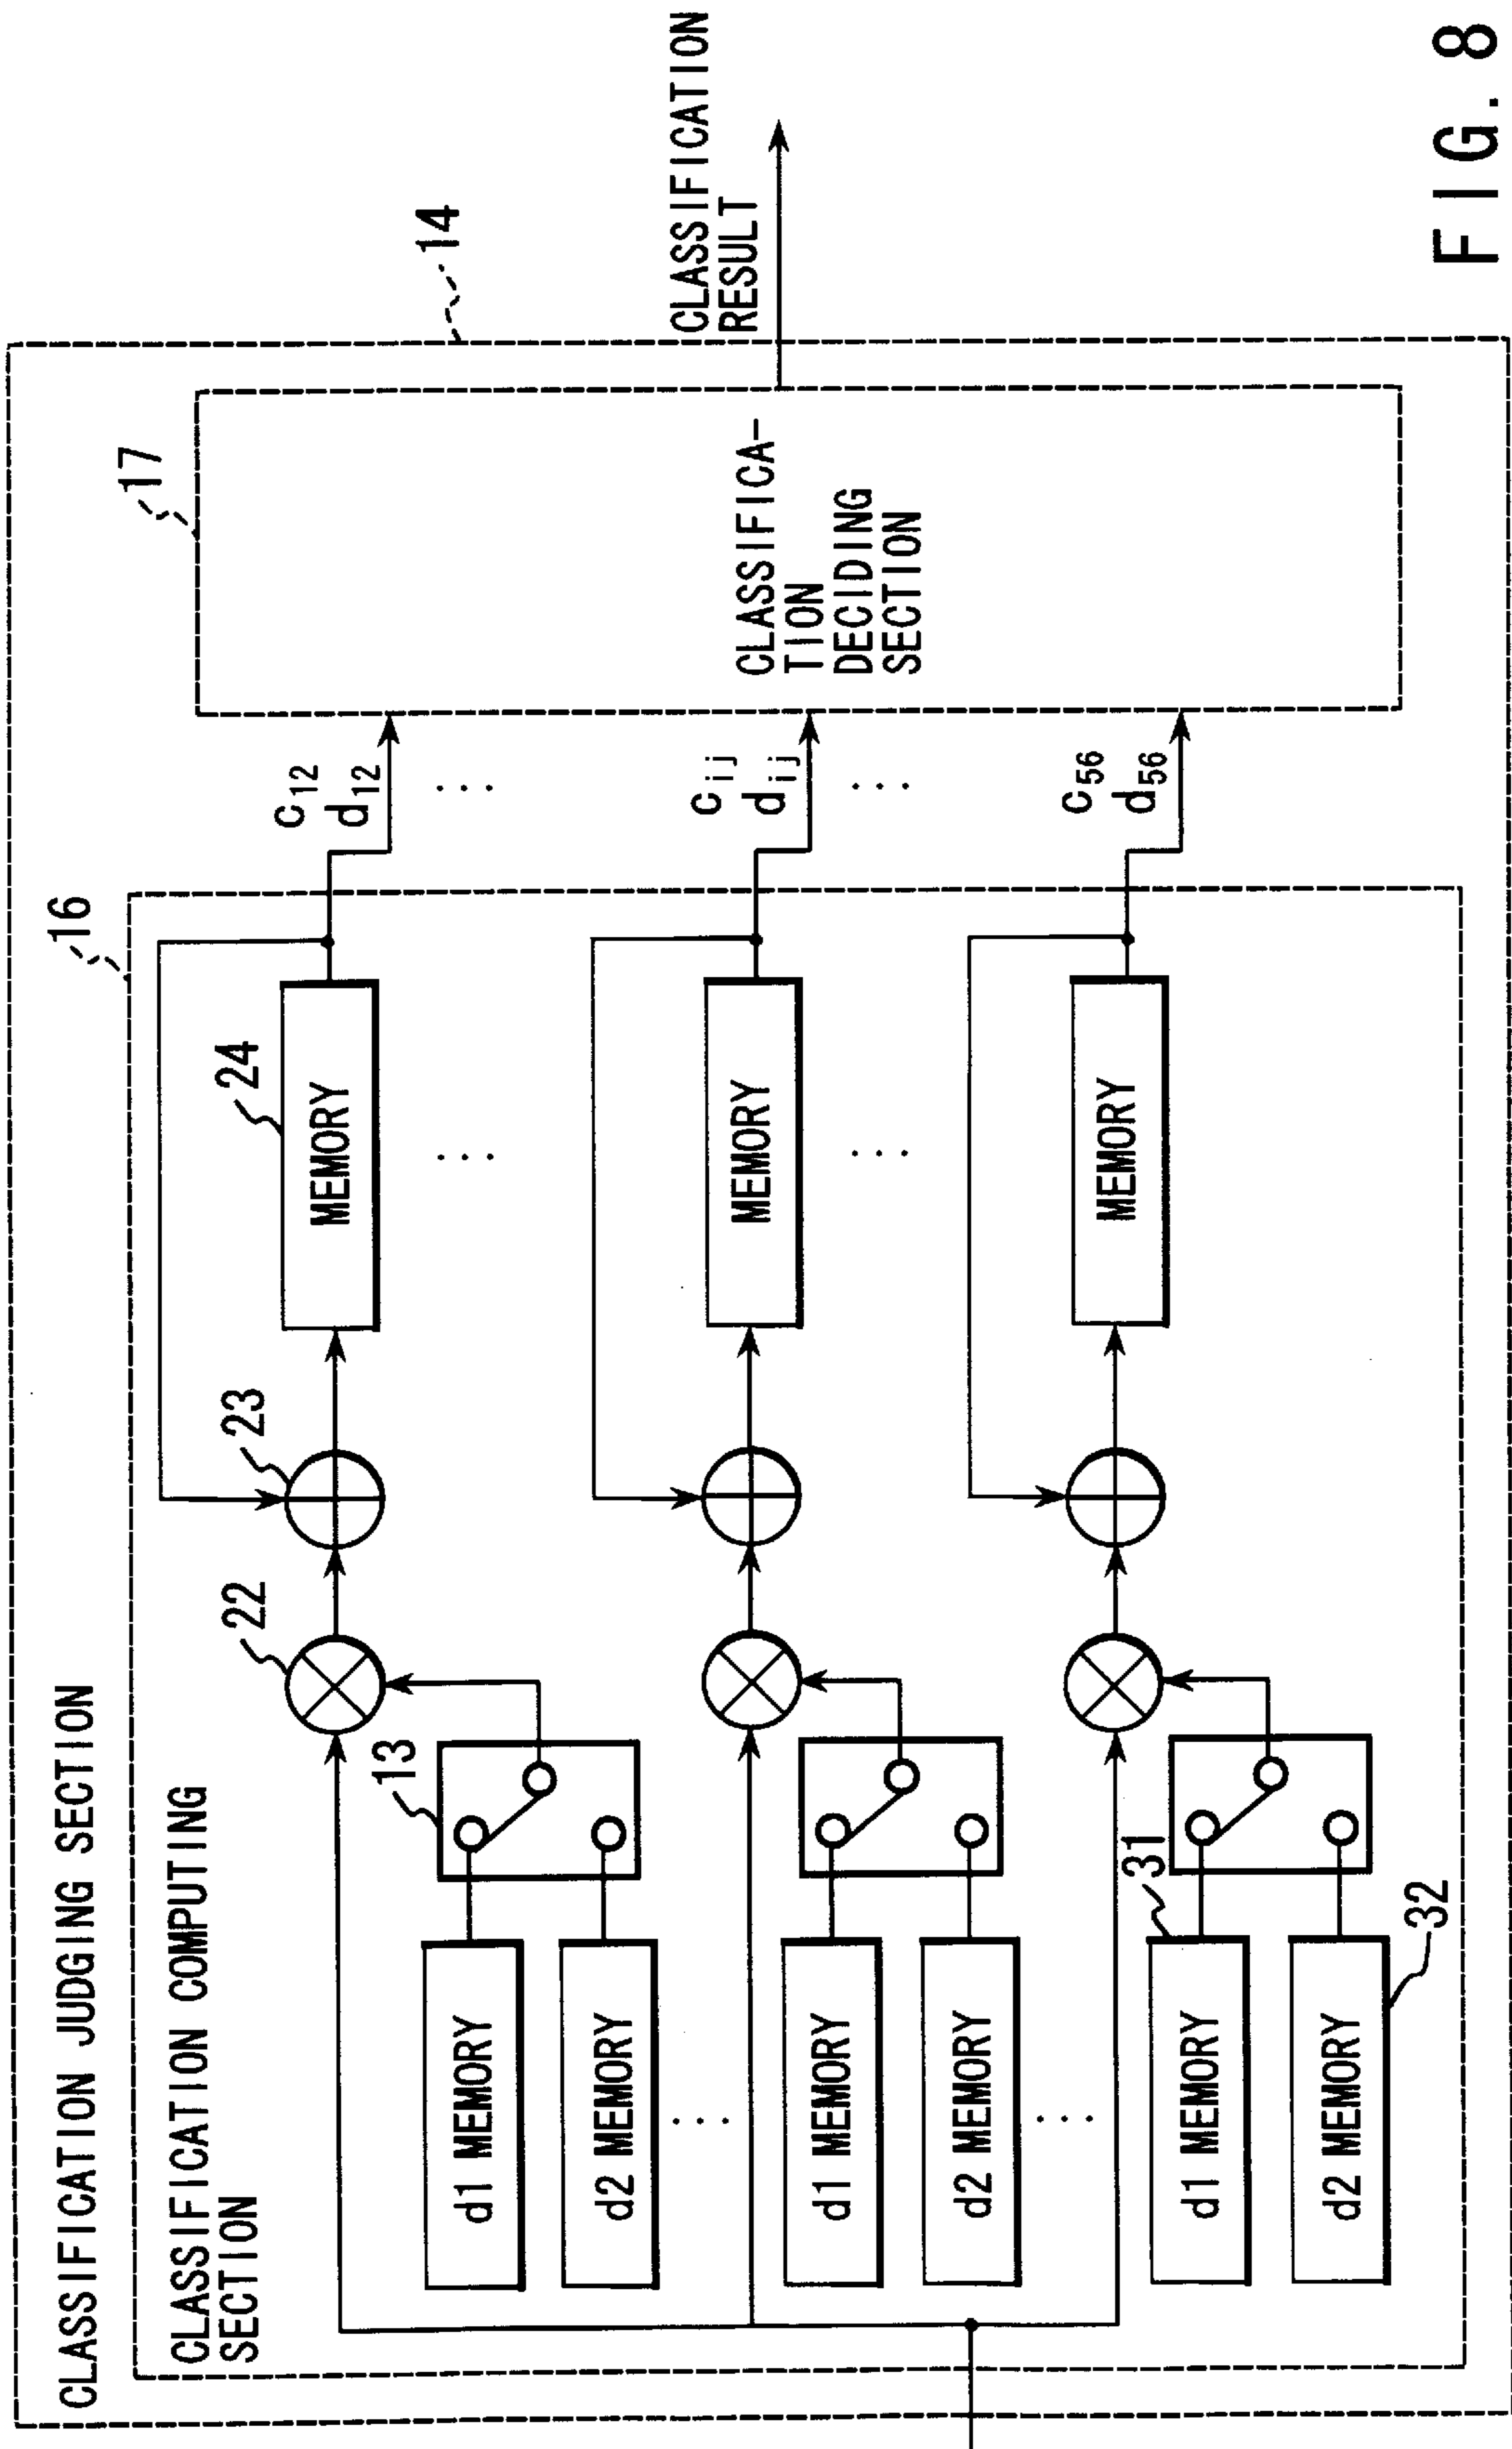 CLASSIFICATION JUDGING SECTION
14
CLASSIFICATION COMPUTING
SECTION
16
17
13
22
23
24
MEMORY
d1 MEMORY
d2 MEMORY
c12
d12
...
...
...
MEMORY
d1 MEMORY
d2 MEMORY
cij
dij
...
...
...
MEMORY
31
d1 MEMORY
d2 MEMORY
32
c56
d56
CLASSIFICA-
TION
DECIDING
SECTION
CLASSIFICATION
RESULT
FIG. 8